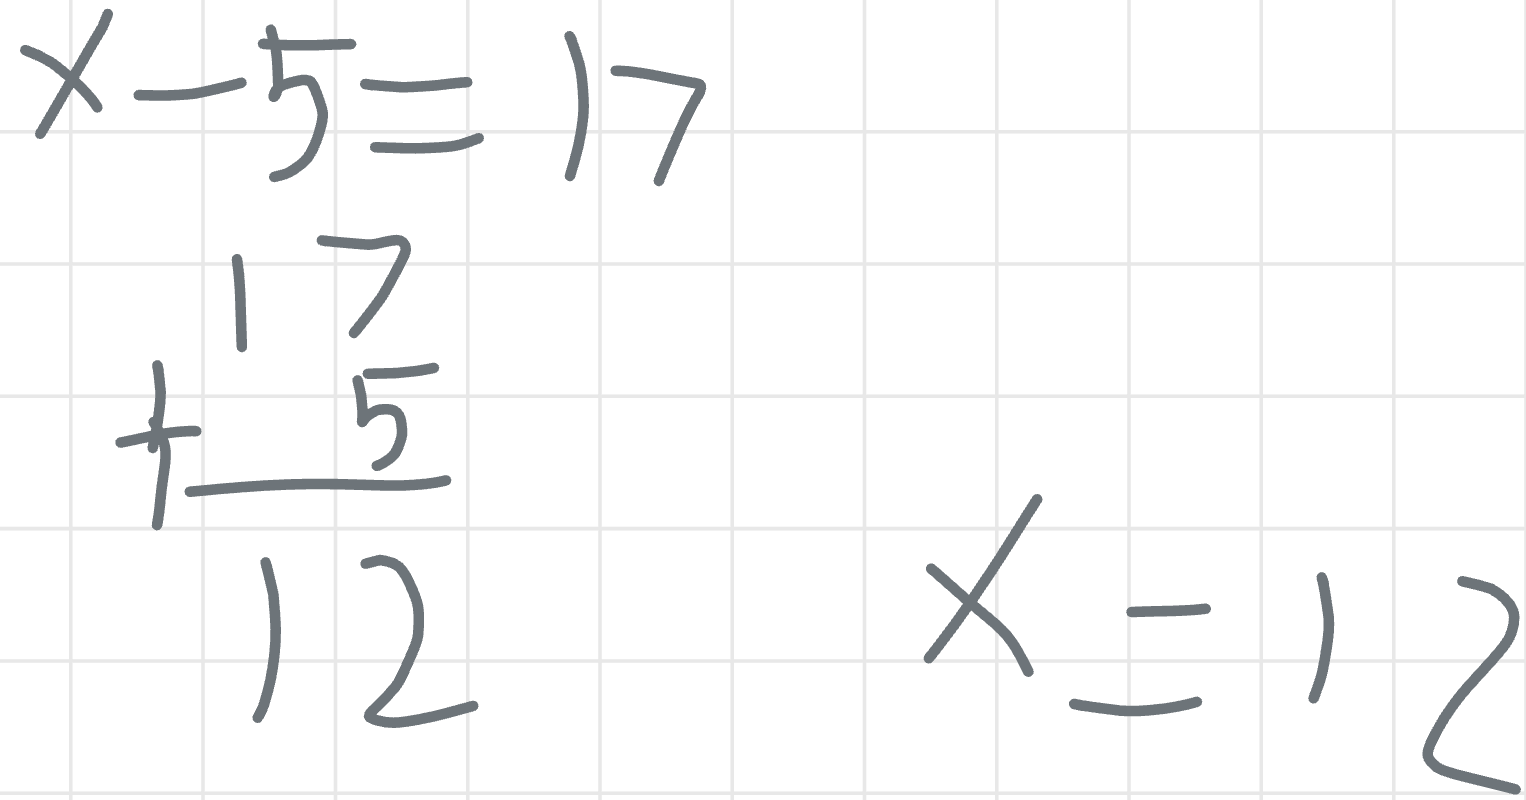 x - 5 = 17
17
+ 5
12
x = 12